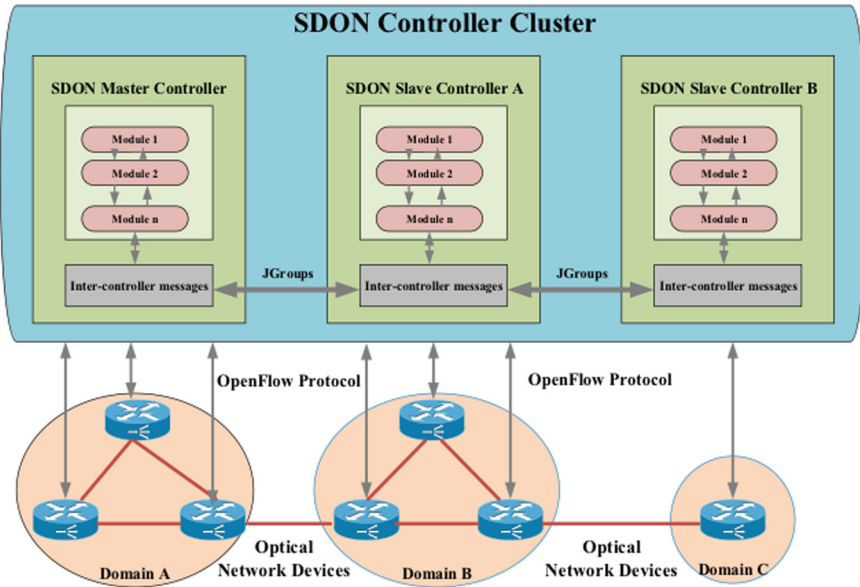 SDON Controller Cluster
SDON Master Controller
Module 1
Module 2
Module n
Inter-controller messages
JGroups
SDON Slave Controller A
Module 1
Module 2
Module n
Inter-controller messages
JGroups
SDON Slave Controller B
Module 1
Module 2
Module n
Inter-controller messages
OpenFlow Protocol
OpenFlow Protocol
Domain A
Optical
Network Devices
Domain B
Optical
Network Devices
Domain C